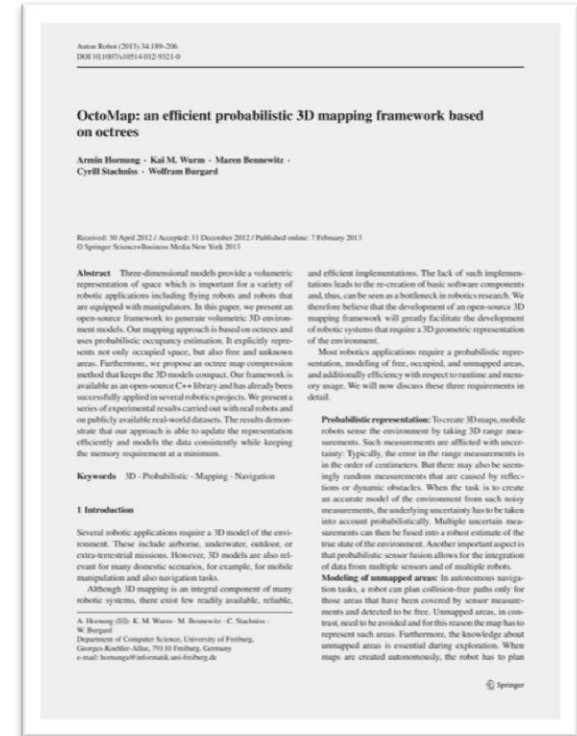 Auton Robot (2013) 34:189–206
DOI 10.1007/s10514-012-9321-0
OctoMap: an efficient probabilistic 3D mapping framework based
on octrees
Armin Hornung · Kai M. Wurm · Maren Bennewitz ·
Cyrill Stachniss · Wolfram Burgard
Received: 30 April 2012 / Accepted: 31 December 2012 / Published online: 7 February 2013
© Springer Science+Business Media New York 2013
Abstract Three-dimensional models provide a volumetric
representation of space which is important for a variety of
robotic applications including flying robots and robots that
are equipped with manipulators. In this paper, we present an
open-source framework to generate volumetric 3D environ-
ment models. Our mapping approach is based on octrees and
uses probabilistic occupancy estimation. It explicitly repre-
sents not only occupied space, but also free and unknown
areas. Furthermore, we propose an octree map compression
method that keeps the 3D models compact. Our framework is
available as an open-source C++ library and has already been
successfully applied in several robotics projects. We present a
series of experimental results carried out with real robots and
on publicly available real-world datasets. The results demon-
strate that our approach is able to update the representation
efficiently and models the data consistently while keeping
the memory requirement at a minimum.
Keywords 3D · Probabilistic · Mapping · Navigation
1 Introduction
Several robotic applications require a 3D model of the envi-
ronment. These include airborne, underwater, outdoor, or
extra-terrestrial missions. However, 3D models are also rel-
evant for many domestic scenarios, for example, for mobile
manipulation and also navigation tasks.
Although 3D mapping is an integral component of many
robotic systems, there exist few readily available, reliable,
A. Hornung · K. M. Wurm · M. Bennewitz · C. Stachniss ·
W. Burgard
Department of Computer Science, University of Freiburg,
Georges-Koehler-Allee, 79110 Freiburg, Germany
e-mail: hornunga@informatik.uni-freiburg.de
and efficient implementations. The lack of such implemen-
tations leads to the re-creation of basic software components
and, thus, can be seen as a bottleneck in robotics research. We
therefore believe that the development of an open-source 3D
mapping framework will greatly facilitate the development
of robotic systems that require a 3D geometric representation
of the environment.
Most robotics applications require a probabilistic repre-
sentation, modeling of free, occupied, and unmapped areas,
and additionally efficiency with respect to runtime and mem-
ory usage. We will now discuss these three requirements in
detail.
Probabilistic representation: To create 3D maps, mobile
robots sense the environment by taking 3D range mea-
surements. Such measurements are afflicted with uncer-
tainty: Typically, the error in the range measurements is
in the order of centimeters. But there may also be seem-
ingly random measurements that are caused by reflec-
tions or dynamic obstacles. When the task is to create
an accurate model of the environment from such noisy
measurements, the underlying uncertainty has to be taken
into account probabilistically. Multiple uncertain mea-
surements can then be fused into a robust estimate of the
true state of the environment. Another important aspect is
that probabilistic sensor fusion allows for the integration
of data from multiple sensors and of multiple robots.
Modeling of unmapped areas: In autonomous naviga-
tion tasks, a robot can plan collision-free paths only for
those areas that have been covered by sensor measure-
ments and detected to be free. Unmapped areas, in con-
trast, need to be avoided and for this reason the map has to
represent such areas. Furthermore, the knowledge about
unmapped areas is essential during exploration. When
maps are created autonomously, the robot has to plan
Springer